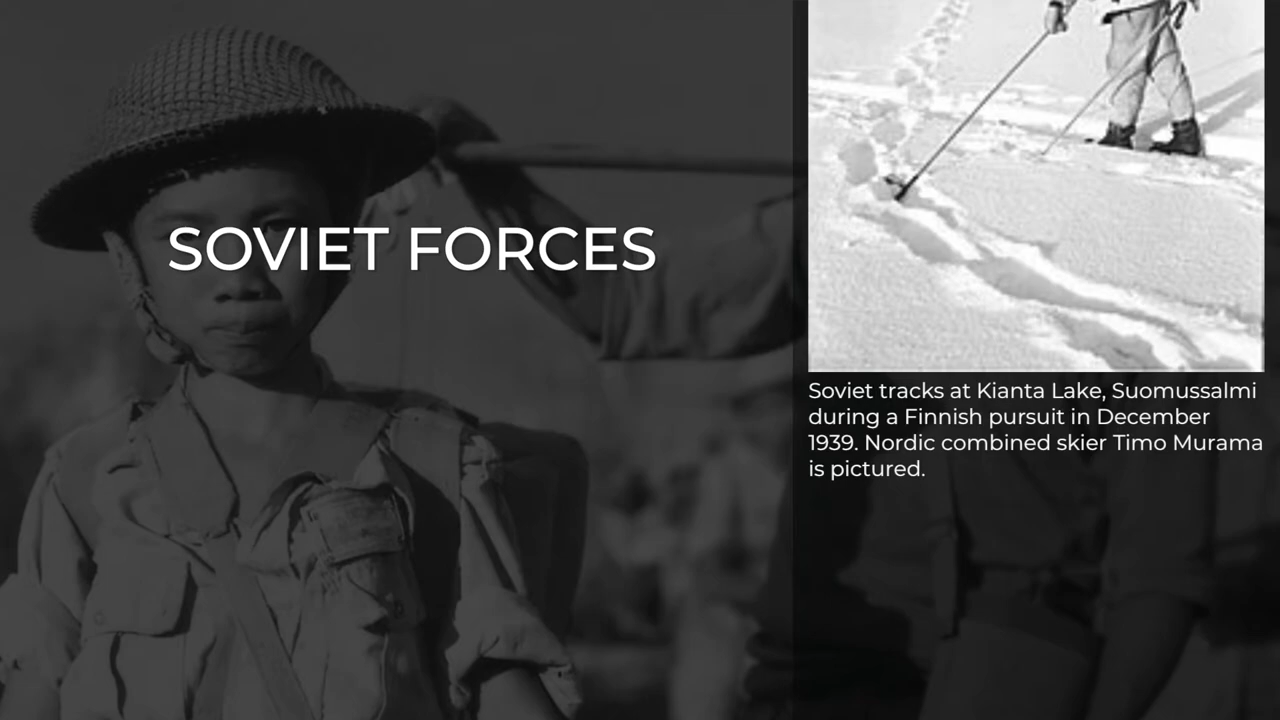 SOVIET FORCES
Soviet tracks at Kianta Lake, Suomussalmi
during a Finnish pursuit in December
1939. Nordic combined skier Timo Murama
is pictured.